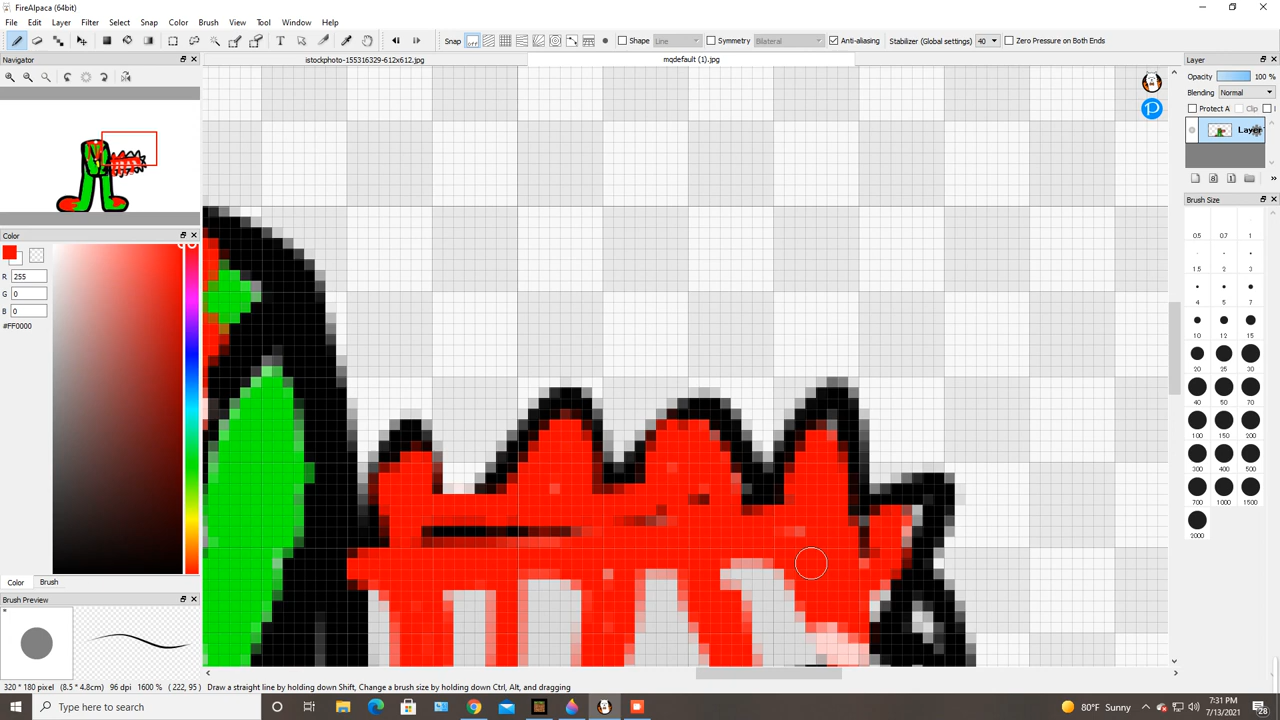 FireAlpaca (64bit)
File Edit Layer Filter Select Snap Color Brush View Tool Window Help
Snap off Shape Line Symmetry Bilateral Anti-aliasing Stabilizer (Global settings) 40 Zero Pressure on Both Ends
Navigator
istockphoto-155316329-612x612.jpg
mqdefault (1).jpg
Layer
Opacity 100 %
Blending Normal
Protect A Clip
Layer
Brush Size
0.5 0.7 1
1.5 2 3
4 5 7
10 12 15
20 25 30
40 50 70
100 150 200
300 400 500
700 1000 1500
2000
Color
R 255
G 0
B 0
#FF0000
Color Brush
Brush Preview
320 * 180 pixel (8.5 * 4.8cm) 96 dpi 1600 % (222, 95) Draw a straight line by holding down Shift, Change a brush size by holding down Ctrl, Alt, and dragging
Type here to search
80°F Sunny
7:31 PM
7/13/2021
28